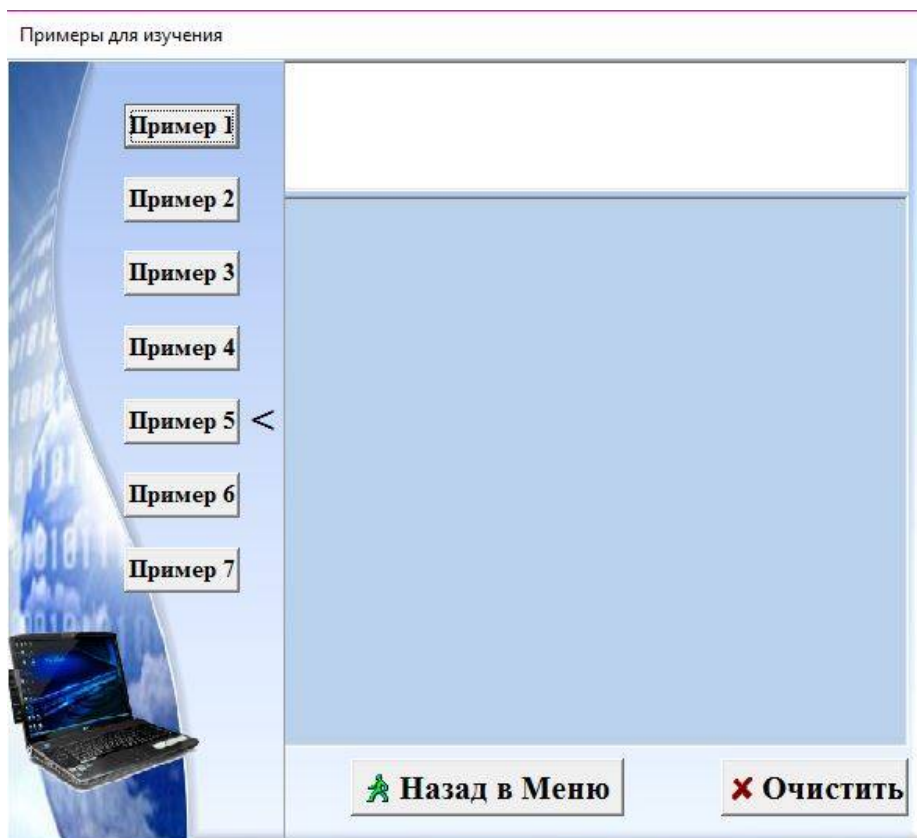 Примеры для изучения
Пример 1
Пример 2
Пример 3
Пример 4
Пример 5 <
Пример 6
Пример 7
Назад в Меню
Очистить